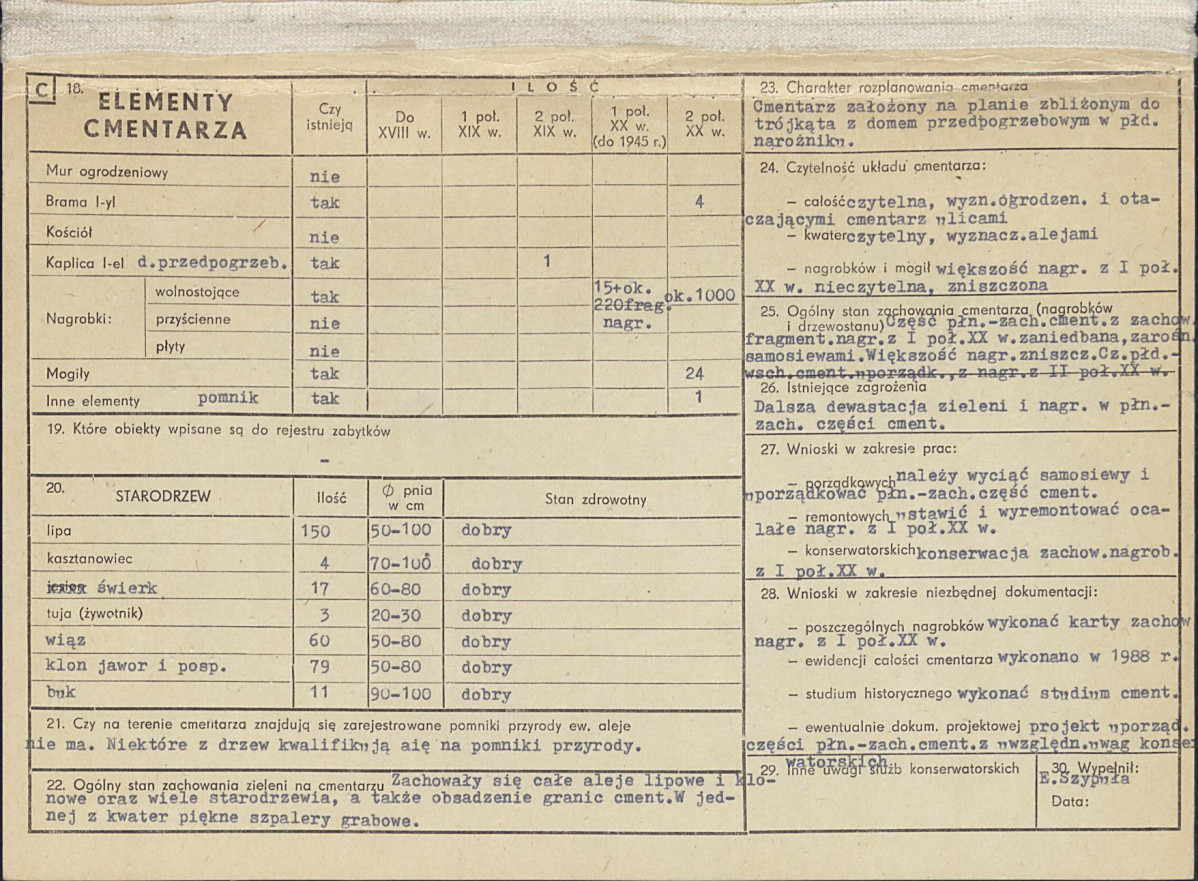 C 18. ELEMENTY CMENTARZA
Czy istnieją
ILOŚĆ
Do XVIII w.
1 poł. XIX w.
2 poł. XIX w.
1 poł. XX w. (do 1945 r.)
2 poł. XX w.
Mur ogrodzeniowy nie
Brama I-yl tak 4
Kościół nie
Kaplica I-el d.przedpogrzeb. tak 1
Nagrobki:
wolnostojące tak 15+ok. 220frag. nagr. ok.1000
przyścienne nie
płyty nie
Mogiły tak 24
Inne elementy pomnik tak 1
19. Które obiekty wpisane są do rejestru zabytków
–
20. STARODRZEW Ilość Ø pnia w cm Stan zdrowotny
lipa 150 50-100 dobry
kasztanowiec 4 70-100 dobry
jesion świerk 17 60-80 dobry
tuja (żywotnik) 3 20-30 dobry
wiąz 60 50-80 dobry
klon jawor i posp. 79 50-80 dobry
buk 11 90-100 dobry
21. Czy na terenie cmentarza znajdują się zarejestrowane pomniki przyrody ew. aleje
nie ma. Niektóre z drzew kwalifikują aię na pomniki przyrody.
22. Ogólny stan zachowania zieleni na cmentarzu Zachowały się całe aleje lipowe i klo-
nowe oraz wiele starodrzewia, a także obsadzenie granic cment.W jed-
nej z kwater piękne szpalery grabowe.
23. Charakter rozplanowania cmentarza
Cmentarz założony na planie zbliżonym do
trójkąta z domem przedpogrzebowym w płd.
narożniku.
24. Czytelność układu cmentarza:
– całość czytelna, wyzn.ogrodzen. i ota-
czającymi cmentarz ulicami
– kwater czytelny, wyznacz.alejami
– nagrobków i mogił większość nagr. z I poł.
XX w. nieczytelna, zniszczona
25. Ogólny stan zachowania cmentarza (nagrobków
i drzewostanu) Część płn.-zach.cment.z zachow.
fragment.nagr.z I poł.XX w.zaniedbana,zarośn.
samosiewami.Większość nagr.zniszcz.Cz.płd.-
wsch.cment.uporządk.,z nagr.z II poł.XX w.
26. Istniejące zagrożenia
Dalsza dewastacja zieleni i nagr. w płn.-
zach. części cment.
27. Wnioski w zakresie prac:
– porządkowych należy wyciąć samosiewy i
uporządkować płn.-zach.część cment.
– remontowych ustawić i wyremontować oca-
lałe nagr. z I poł.XX w.
– konserwatorskich konserwacja zachow.nagrob.
z I poł.XX w.
28. Wnioski w zakresie niezbędnej dokumentacji:
– poszczególnych nagrobków wykonać karty zachow
nagr. z I poł.XX w.
– ewidencji całości cmentarza wykonano w 1988 r.
– studium historycznego wykonać studium cment.
– ewentualnie dokum. projektowej projekt uporząd.
części płn.-zach.cment.z uwzględn.uwag konser
watorskich
29. Inne uwagi służb konserwatorskich
30. Wypełnił:
E.Szypuła
Data: